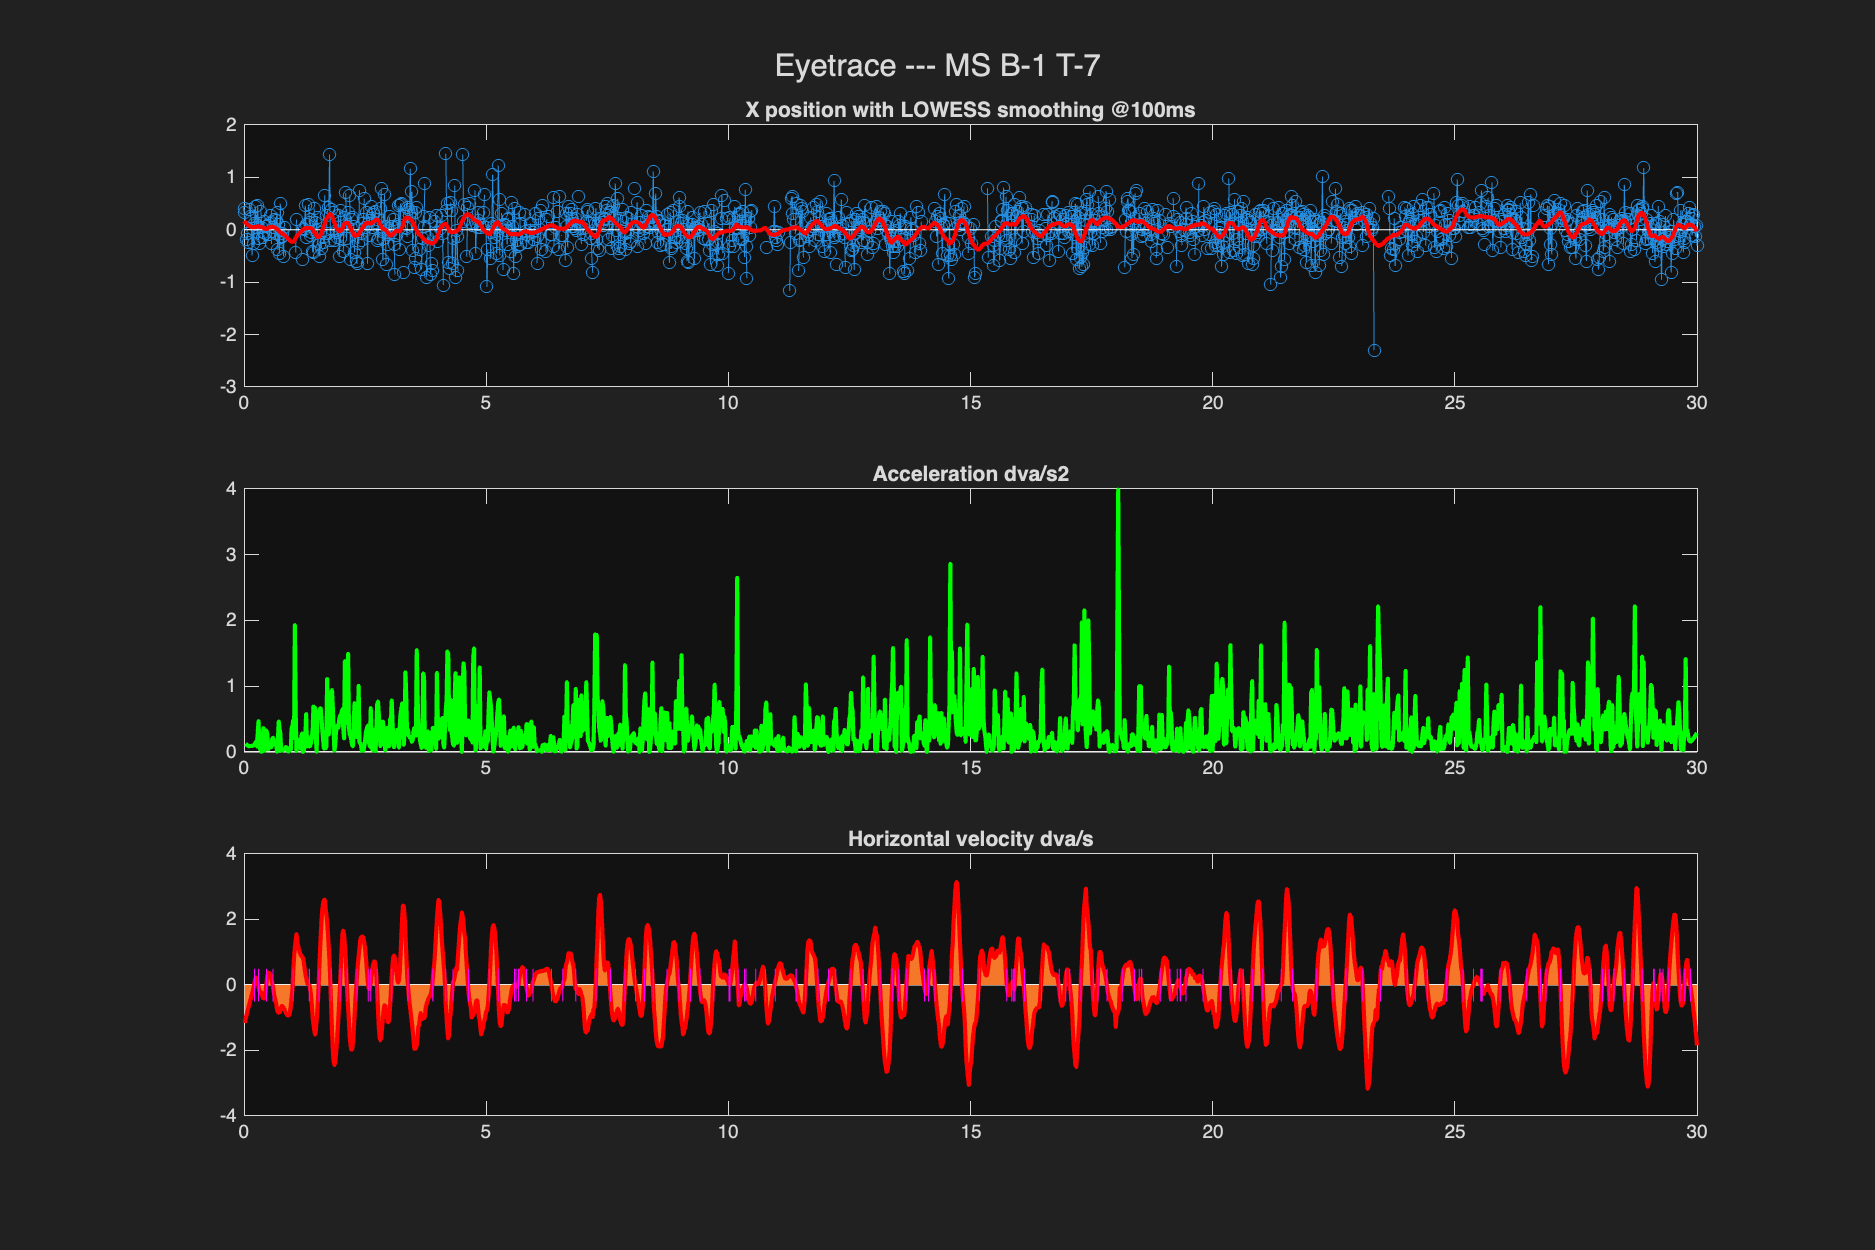 Eyetrace --- MS B-1 T-7
X position with LOWESS smoothing @100ms
2
1
0
-1
-2
-3
0 5 10 15 20 25 30
Acceleration dva/s2
4
3
2
1
0
0 5 10 15 20 25 30
Horizontal velocity dva/s
4
2
0
-2
-4
0 5 10 15 20 25 30